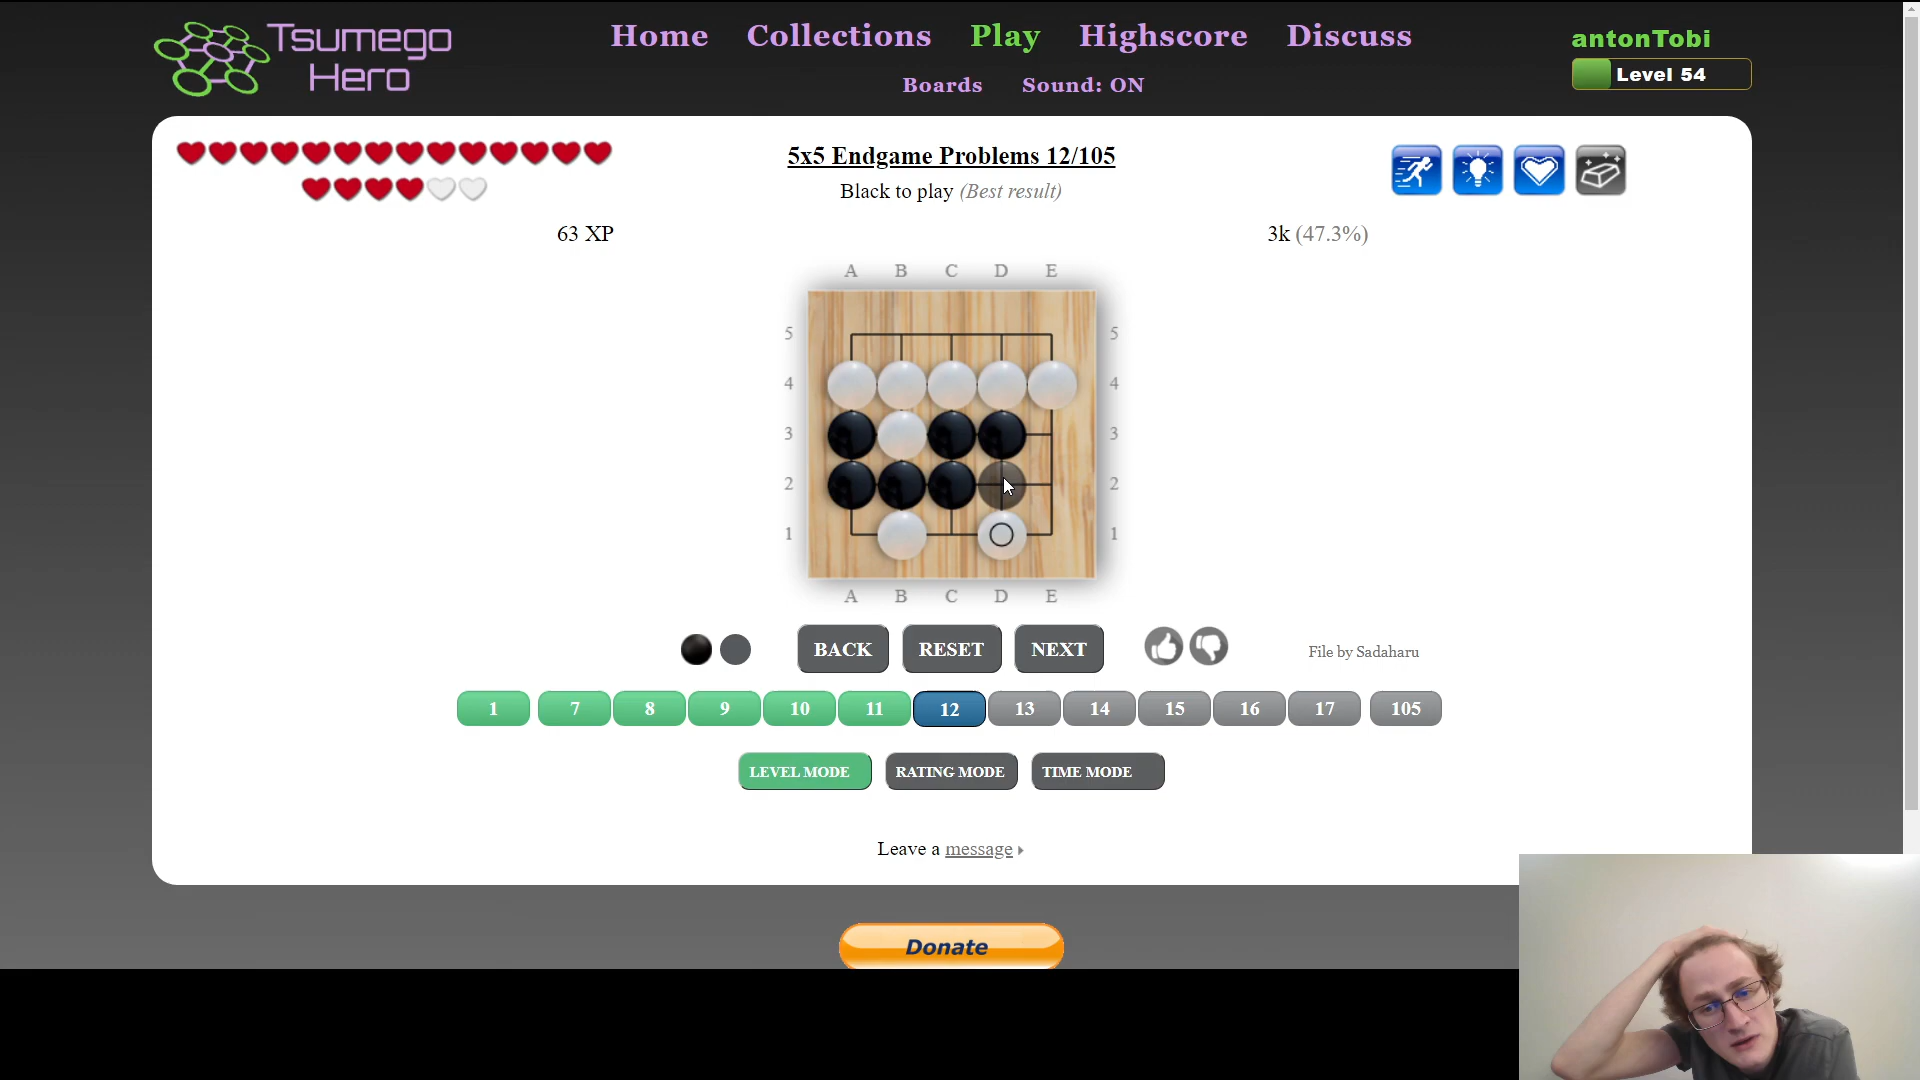 Tsumego
Hero
Home Collections Play Highscore Discuss
Boards Sound: ON
antonTobi
Level 54
5x5 Endgame Problems 12/105
Black to play (Best result)
63 XP
3k (47.3%)
A B C D E
5 5
4 4
3 3
2 2
1 1
A B C D E
BACK RESET NEXT
File by Sadaharu
1 7 8 9 10 11 12 13 14 15 16 17 105
LEVEL MODE RATING MODE TIME MODE
Leave a message
Donate